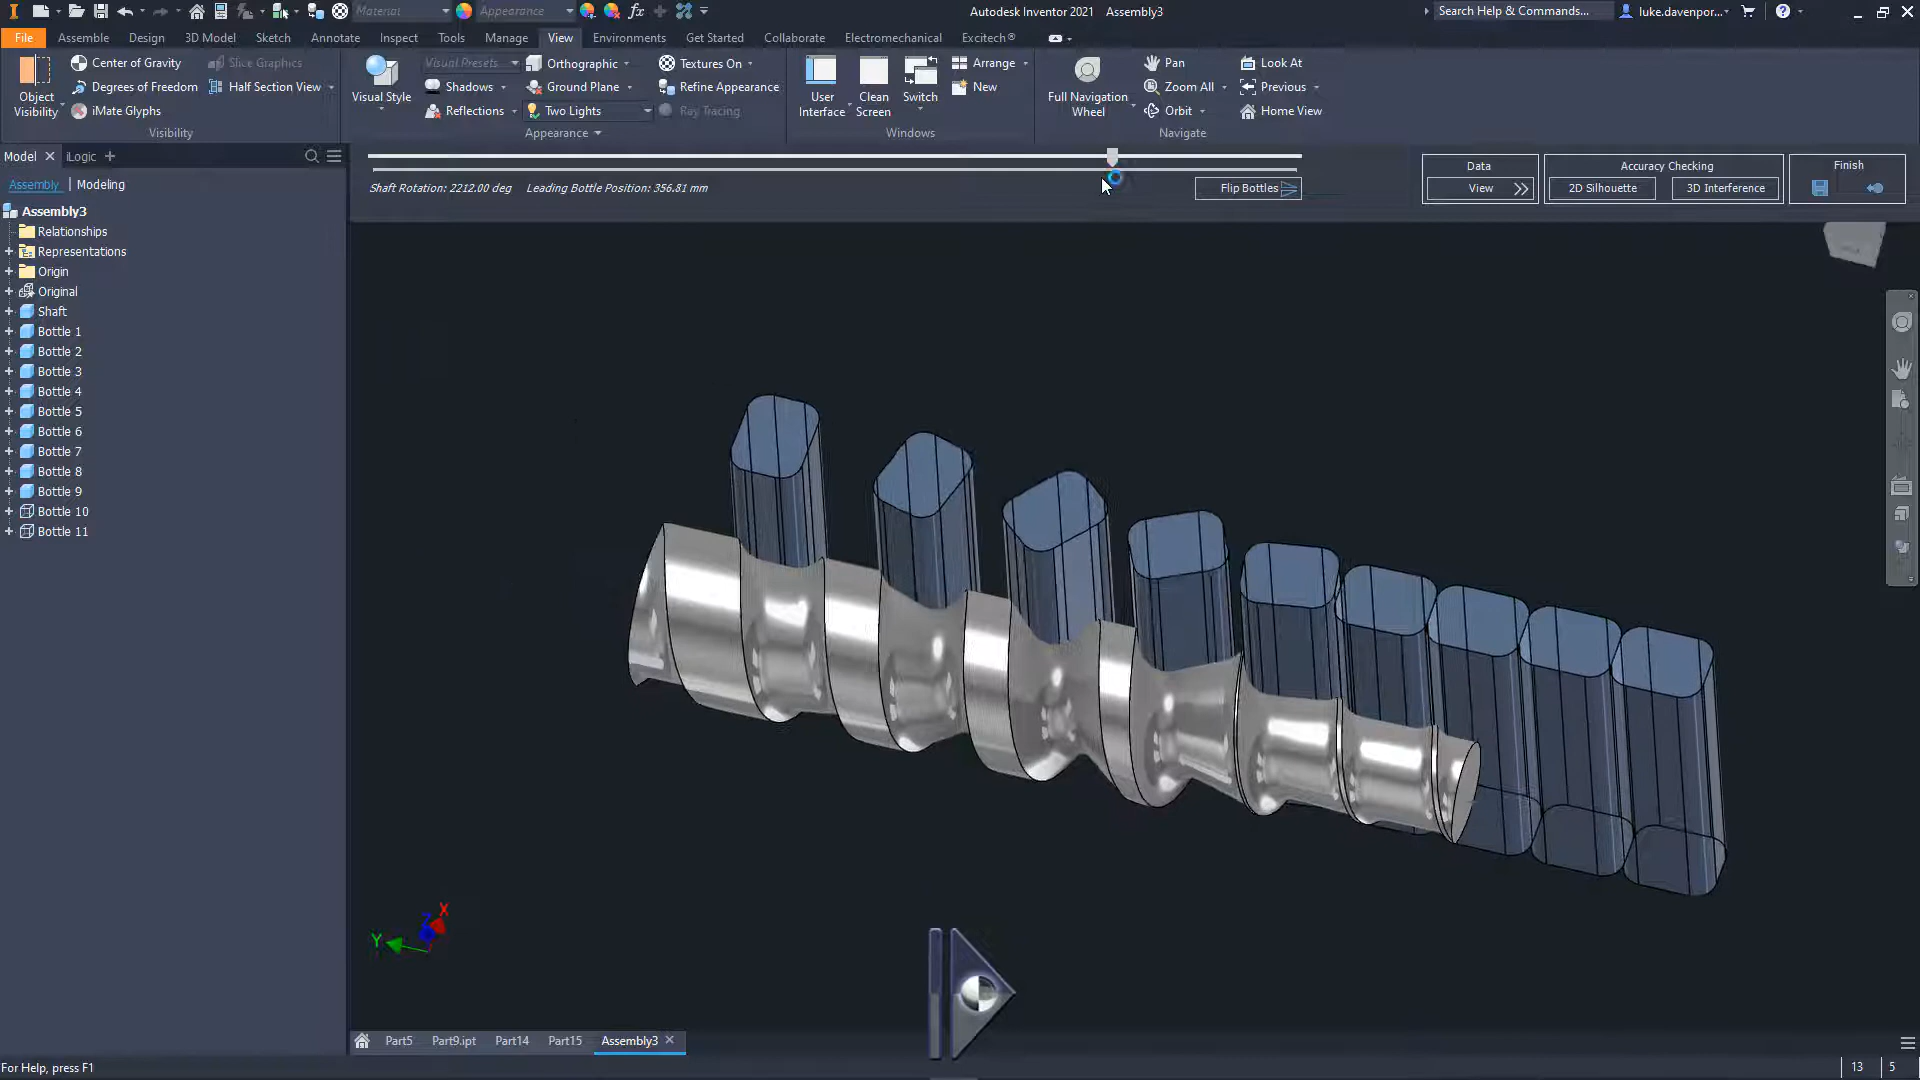 Material
Appearance
fx
Autodesk Inventor 2021 Assembly3
Search Help & Commands...
luke.davenpor...
File
Assemble
Design
3D Model
Sketch
Annotate
Inspect
Tools
Manage
View
Environments
Get Started
Collaborate
Electromechanical
Excitech®
Object Visibility
Center of Gravity
Degrees of Freedom
iMate Glyphs
Slice Graphics
Half Section View
Visibility
Visual Style
Visual Presets
Shadows
Reflections
Orthographic
Ground Plane
Two Lights
Textures On
Refine Appearance
Ray Tracing
Appearance
User Interface
Clean Screen
Switch
Arrange
New
Windows
Full Navigation Wheel
Pan
Zoom All
Orbit
Look At
Previous
Home View
Navigate
Model
iLogic
Assembly
Modeling
Assembly3
Relationships
Representations
Origin
Original
Shaft
Bottle 1
Bottle 2
Bottle 3
Bottle 4
Bottle 5
Bottle 6
Bottle 7
Bottle 8
Bottle 9
Bottle 10
Bottle 11
Shaft Rotation: 2212.00 deg
Leading Bottle Position: 356.81 mm
Flip Bottles
Data
View
Accuracy Checking
2D Silhouette
3D Interference
Finish
X
Y
Z
Part5
Part9.ipt
Part14
Part15
Assembly3
For Help, press F1
13
5